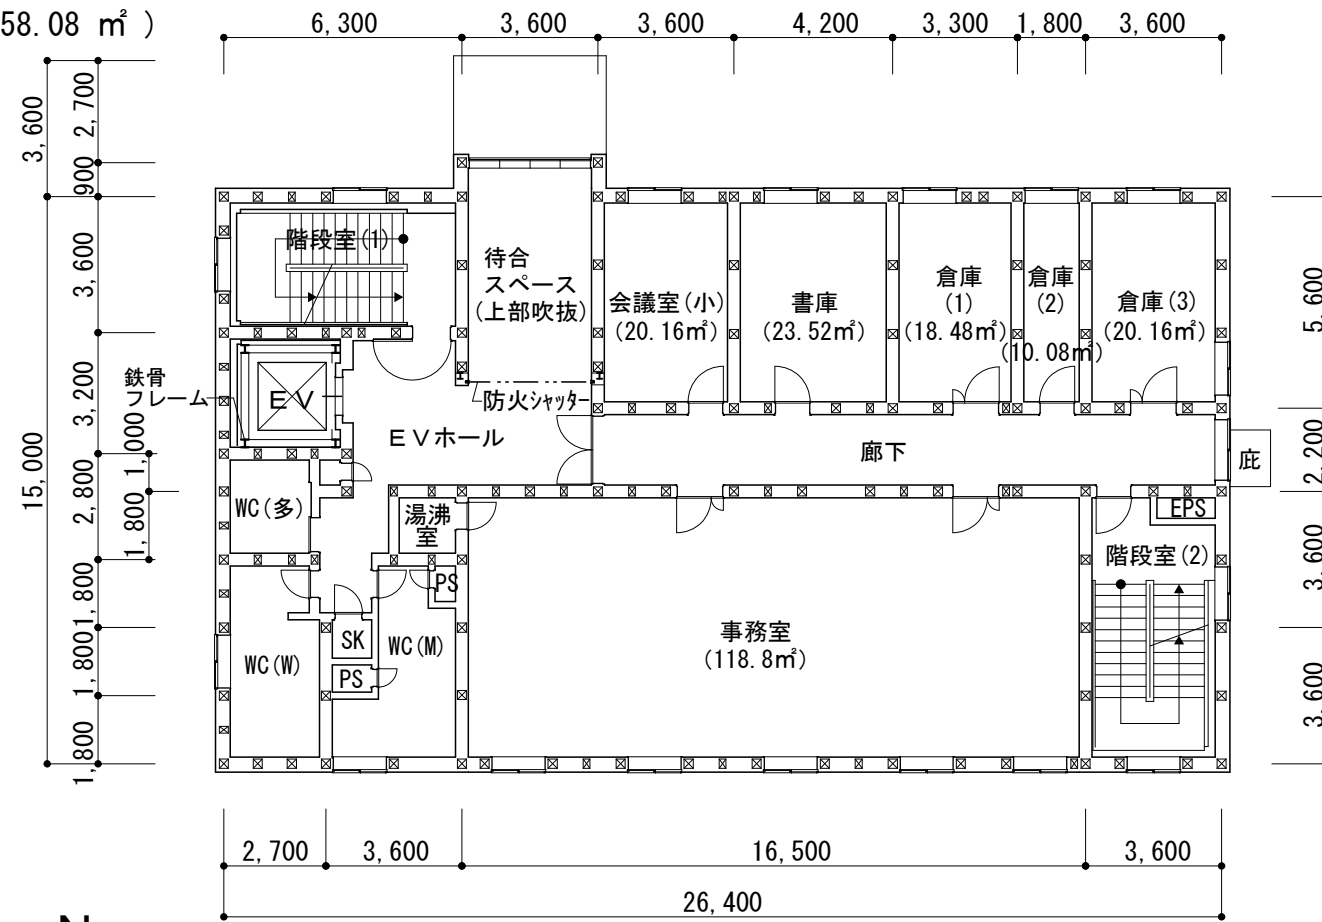 58.08 ㎡ )
6,300
3,600
3,600
4,200
3,300
1,800
3,600
3,600
2,700
900
15,000
3,600
3,200
1,000
2,800
1,800
1,800
1,800
1,800
階段室(1)
待合
スペース
(上部吹抜)
会議室(小)
(20.16㎡)
書庫
(23.52㎡)
倉庫
(1)
(18.48㎡)
倉庫
(2)
(10.08㎡)
倉庫(3)
(20.16㎡)
5,600
鉄骨
フレーム
EV
防火シャッター
EVホール
廊下
庇
2,200
WC(多)
湯沸
室
EPS
階段室(2)
3,600
PS
事務室
(118.8㎡)
SK
WC(M)
WC(W)
PS
3,600
2,700
3,600
16,500
3,600
26,400